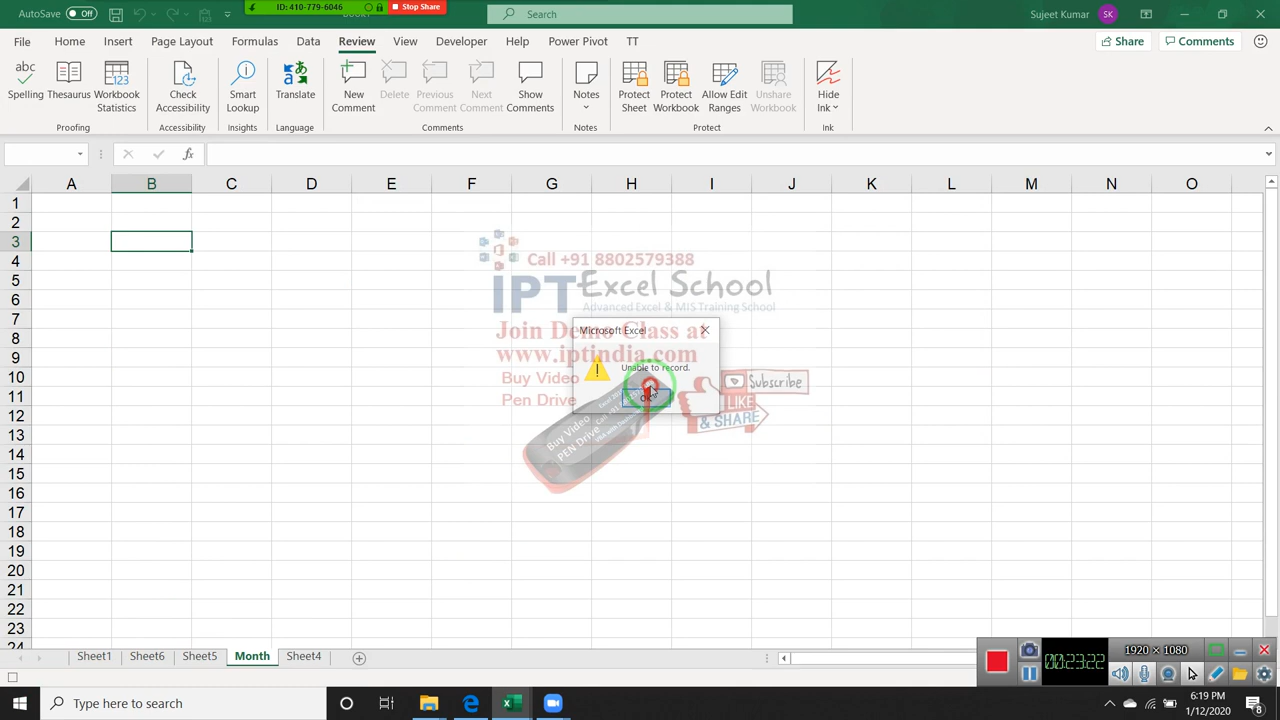 ID: 410-779-6046
Stop Share
AutoSave
Off
Book1
Search
Sujeet Kumar
SK
File
Home
Insert
Page Layout
Formulas
Data
Review
View
Developer
Help
Power Pivot
TT
Share
Comments
abc
Spelling
Thesaurus
123
Workbook
Statistics
Check
Accessibility
Smart
Lookup
Translate
New
Comment
Delete
Previous
Comment
Next
Comment
Show
Comments
Notes
Protect
Sheet
Protect
Workbook
Allow Edit
Ranges
Unshare
Workbook
Hide
Ink
Proofing
Accessibility
Insights
Language
Comments
Notes
Protect
Ink
fx
A B C D E F G H I J K L M N O
1
2
3
4
5
6
7
8
9
10
11
12
13
14
15
16
17
18
19
20
21
22
23
24
Call +91 8802579388
IPT Excel School
Advanced Excel & MIS Training School
Join Demo Class at
www.iptindia.com
Buy Video
Pen Drive
Microsoft Excel
Unable to record.
Buy Video
PEN Drive
Subscribe
LIKE
& SHARE
Sheet1
Sheet6
Sheet5
Month
Sheet4
1920 × 1080
00:23:22
Type here to search
6:19 PM
1/12/2020
8